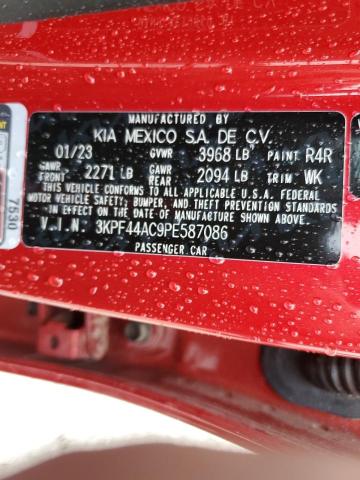 MANUFACTURED BY
KIA MEXICO S.A. DE C.V.
01/23 GVWR 3968 LB PAINT R4R
GAWR FRONT 2271 LB GAWR REAR 2094 LB TRIM WK
THIS VEHICLE CONFORMS TO ALL APPLICABLE U.S.A. FEDERAL
MOTOR VEHICLE SAFETY, BUMPER, AND THEFT PREVENTION STANDARDS
IN EFFECT ON THE DATE OF MANUFACTURE SHOWN ABOVE.
V.I.N: 3KPF44AC9PE587086
PASSENGER CAR
7530